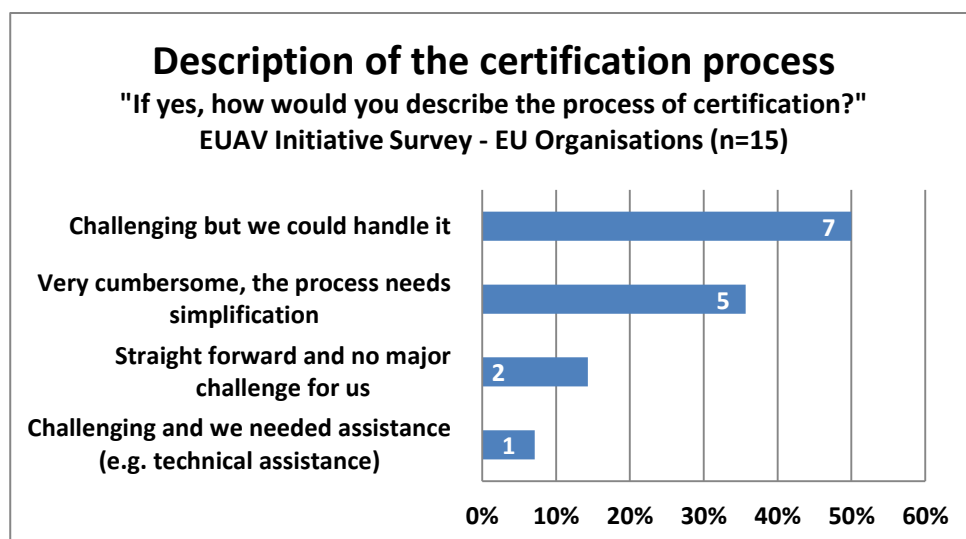 Description of the certification process
"If yes, how would you describe the process of certification?"
EUAV Initiative Survey - EU Organisations (n=15)
Challenging but we could handle it
7
Very cumbersome, the process needs
simplification
5
Straight forward and no major
challenge for us
2
Challenging and we needed assistance
(e.g. technical assistance)
1
0% 10% 20% 30% 40% 50% 60%